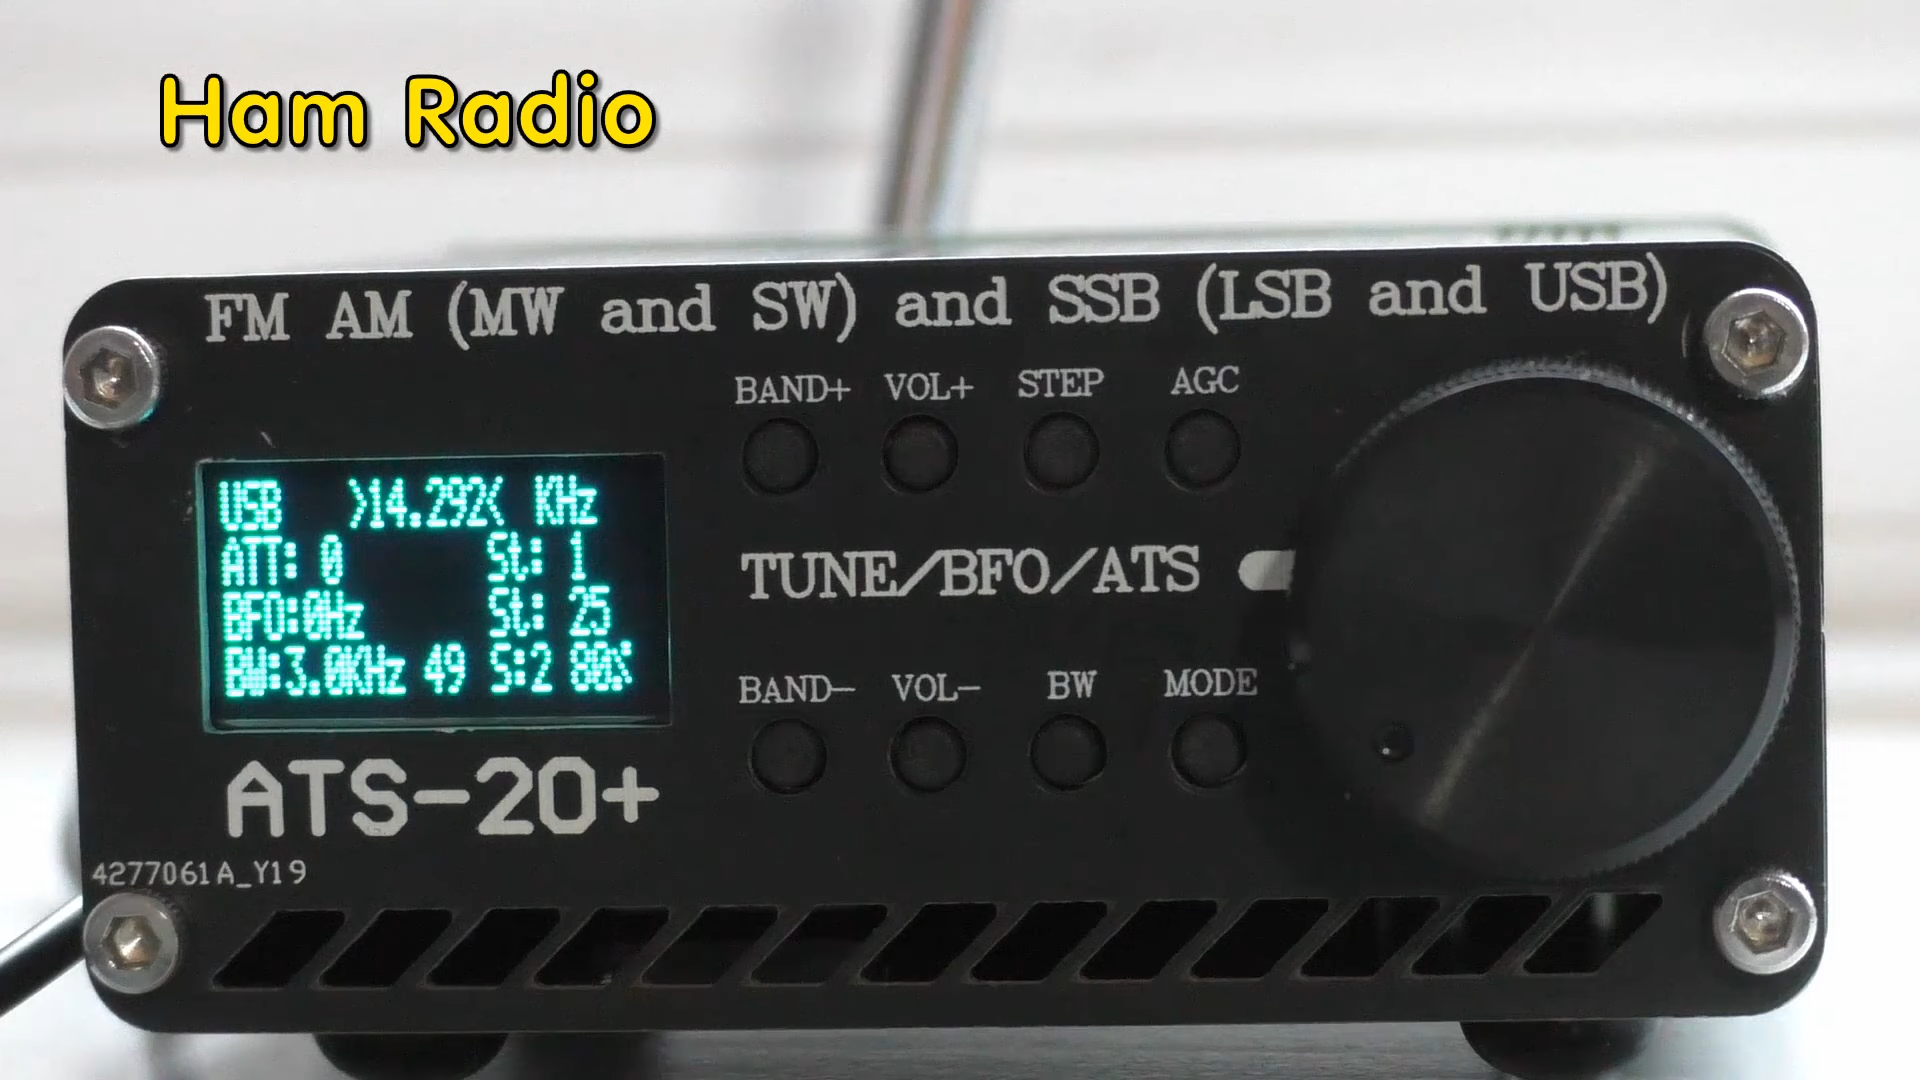 Ham Radio
FM AM (MW and SW) and SSB (LSB and USB)
BAND+ VOL+ STEP AGC
USB >14.292< KHz
ATT: 0 St: 1
BFO:0Hz St: 25
BW:3.0KHz 49 S:2 80%
TUNE/BFO/ATS
BAND- VOL- BW MODE
ATS-20+
4277061A_Y19